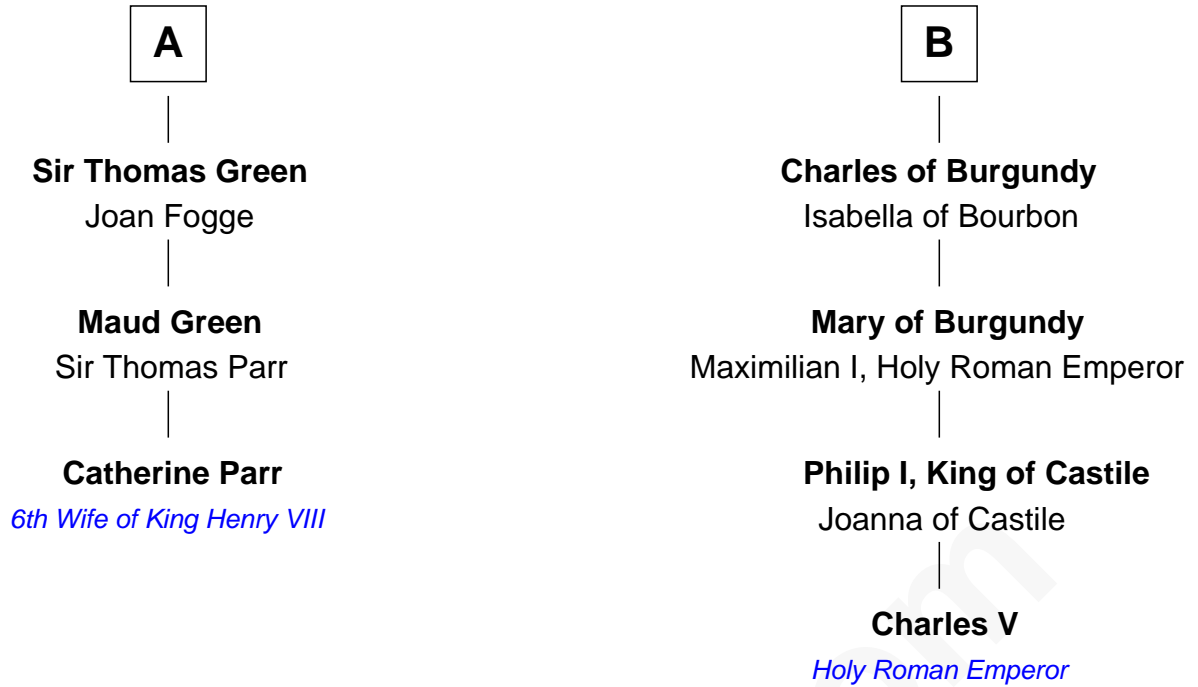 A
Sir Thomas Green
Joan Fogge
Maud Green
Sir Thomas Parr
Catherine Parr
6th Wife of King Henry VIII
B
Charles of Burgundy
Isabella of Bourbon
Mary of Burgundy
Maximilian I, Holy Roman Emperor
Philip I, King of Castile
Joanna of Castile
Charles V
Holy Roman Emperor